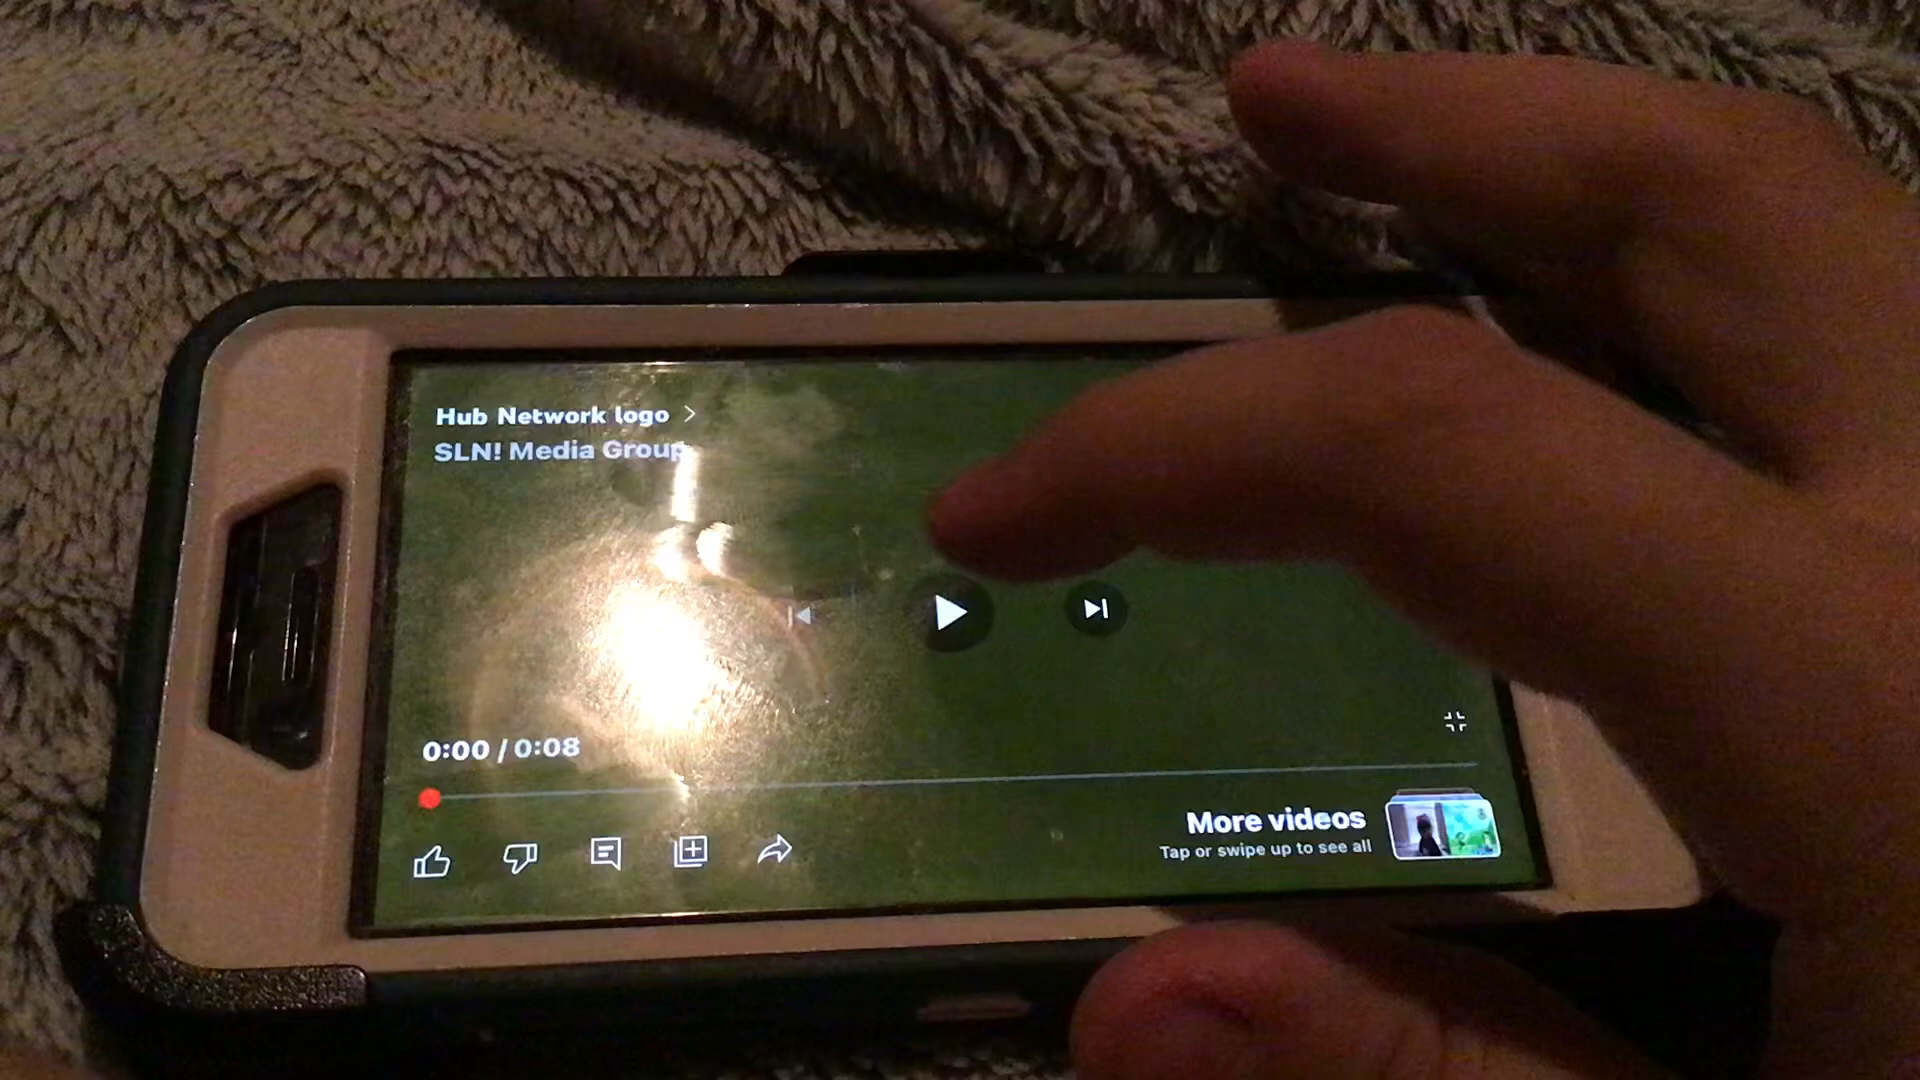 Hub Network logo
SLN! Media Group
0:00 / 0:08
More videos
Tap or swipe up to see all